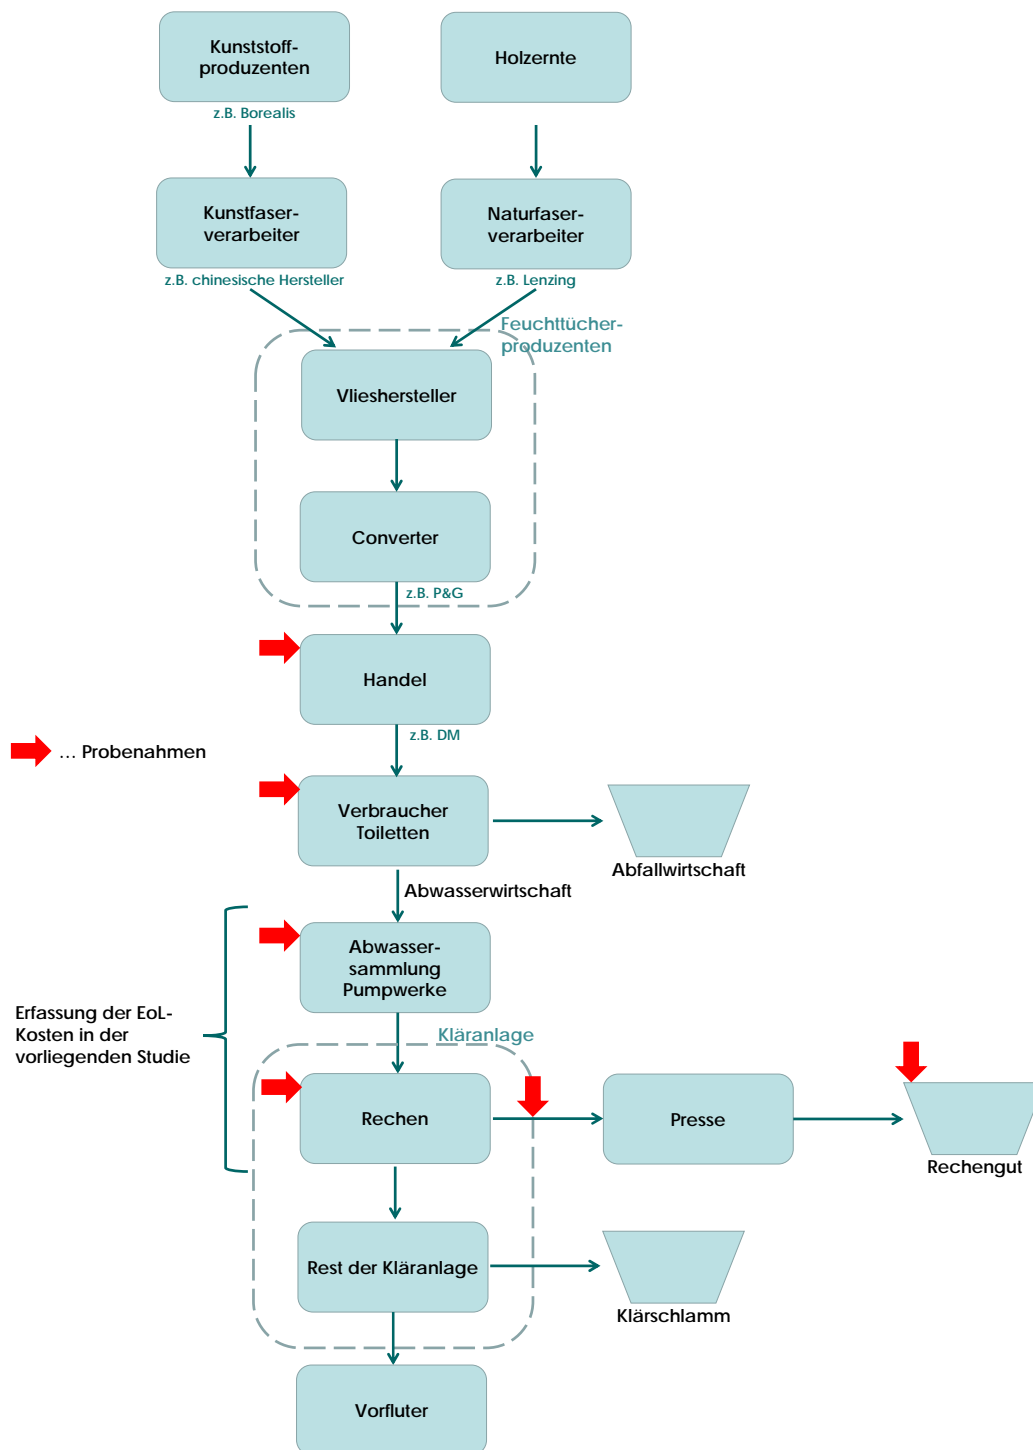 Kunststoff-
produzenten
Holzernte
z.B. Borealis
Kunstfaser-
verarbeiter
Naturfaser-
verarbeiter
z.B. chinesische Hersteller
z.B. Lenzing
Feuchttücher-
produzenten
Vlieshersteller
Converter
z.B. P&G
Handel
z.B. DM
... Probenahmen
Verbraucher
Toiletten
Abfallwirtschaft
Abwasserwirtschaft
Abwasser-
sammlung
Pumpwerke
Erfassung der EoL-
Kosten in der
vorliegenden Studie
Kläranlage
Rechen
Presse
Rechengut
Rest der Kläranlage
Klärschlamm
Vorfluter